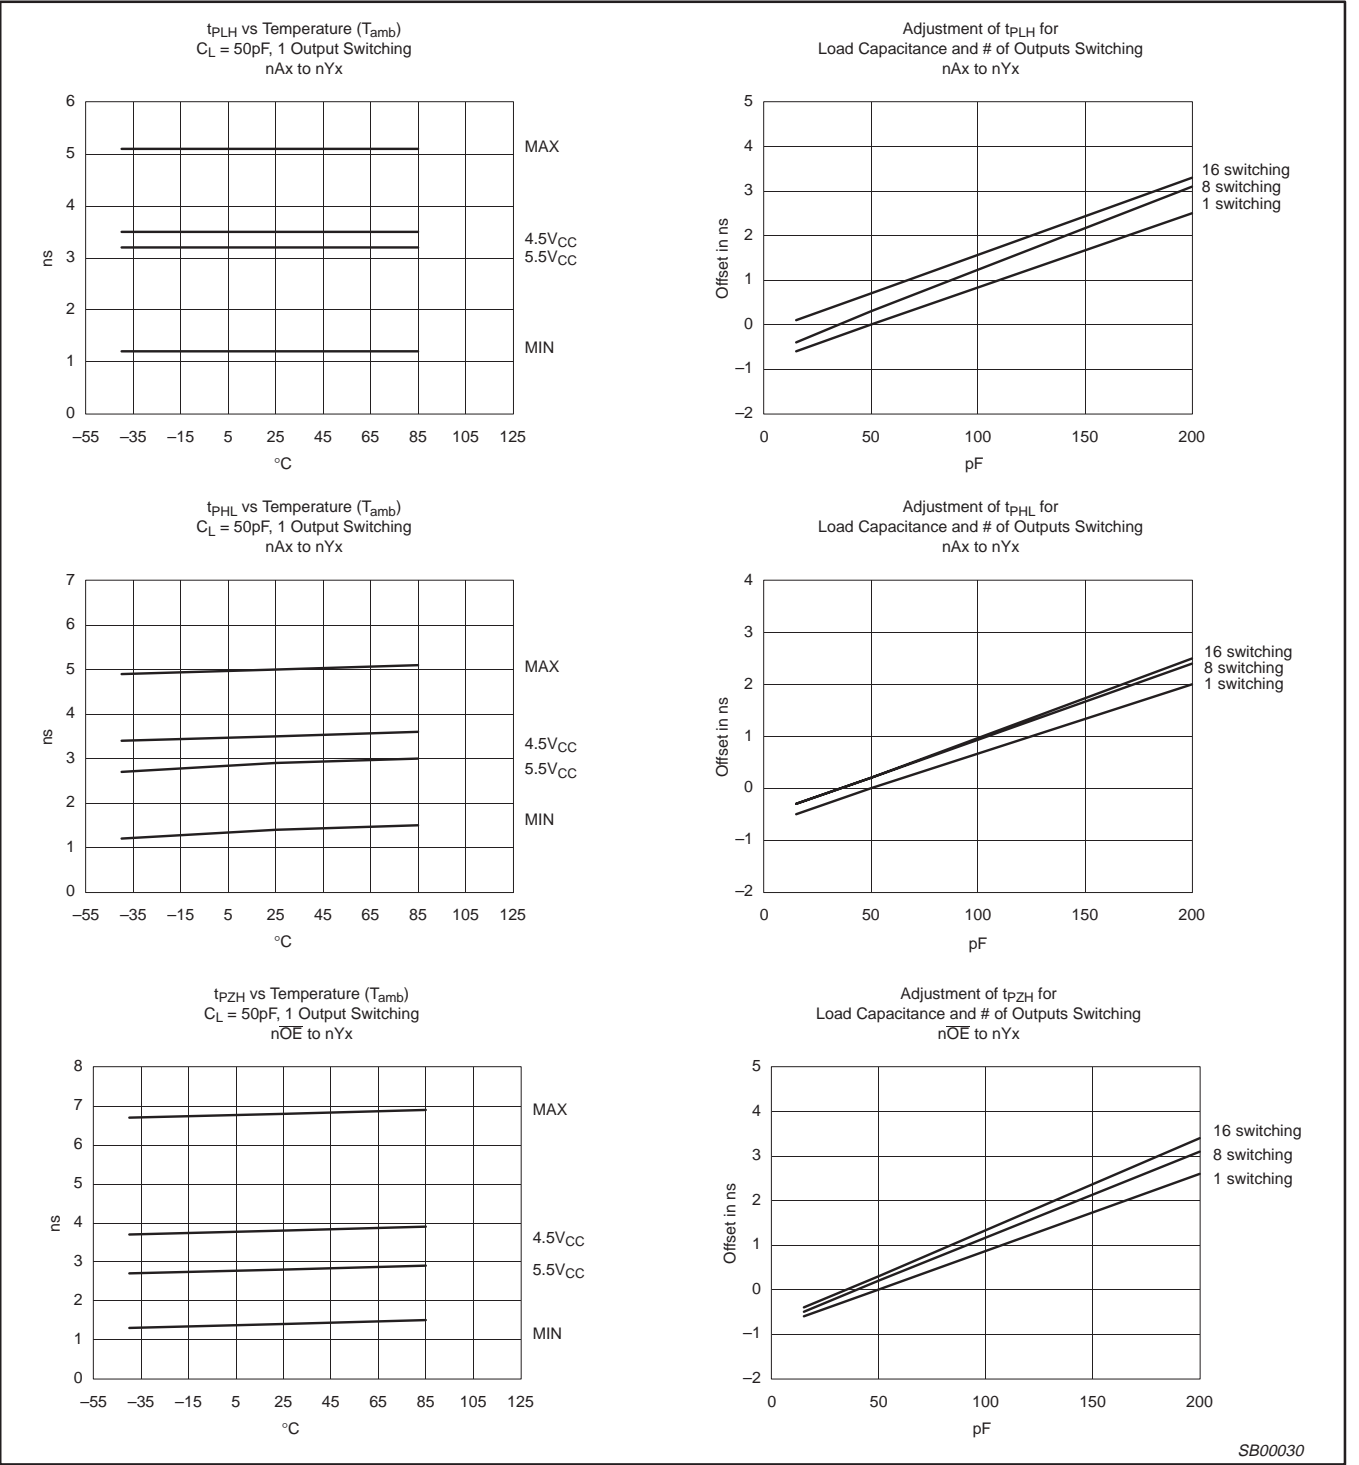 tPLH vs Temperature (Tamb)
CL = 50pF, 1 Output Switching
nAx to nYx
6
5
4
3
2
1
0
ns
–55 –35 –15 5 25 45 65 85 105 125
°C
MAX
4.5VCC
5.5VCC
MIN
Adjustment of tPLH for
Load Capacitance and # of Outputs Switching
nAx to nYx
5
4
3
2
1
0
–1
–2
Offset in ns
0 50 100 150 200
pF
16 switching
8 switching
1 switching
tPHL vs Temperature (Tamb)
CL = 50pF, 1 Output Switching
nAx to nYx
7
6
5
4
3
2
1
0
ns
–55 –35 –15 5 25 45 65 85 105 125
°C
MAX
4.5VCC
5.5VCC
MIN
Adjustment of tPHL for
Load Capacitance and # of Outputs Switching
nAx to nYx
4
3
2
1
0
–1
–2
Offset in ns
0 50 100 150 200
pF
16 switching
8 switching
1 switching
tPZH vs Temperature (Tamb)
CL = 50pF, 1 Output Switching
nO̅E̅ to nYx
8
7
6
5
4
3
2
1
0
ns
–55 –35 –15 5 25 45 65 85 105 125
°C
MAX
4.5VCC
5.5VCC
MIN
Adjustment of tPZH for
Load Capacitance and # of Outputs Switching
nO̅E̅ to nYx
5
4
3
2
1
0
–1
–2
Offset in ns
0 50 100 150 200
pF
16 switching
8 switching
1 switching
SB00030